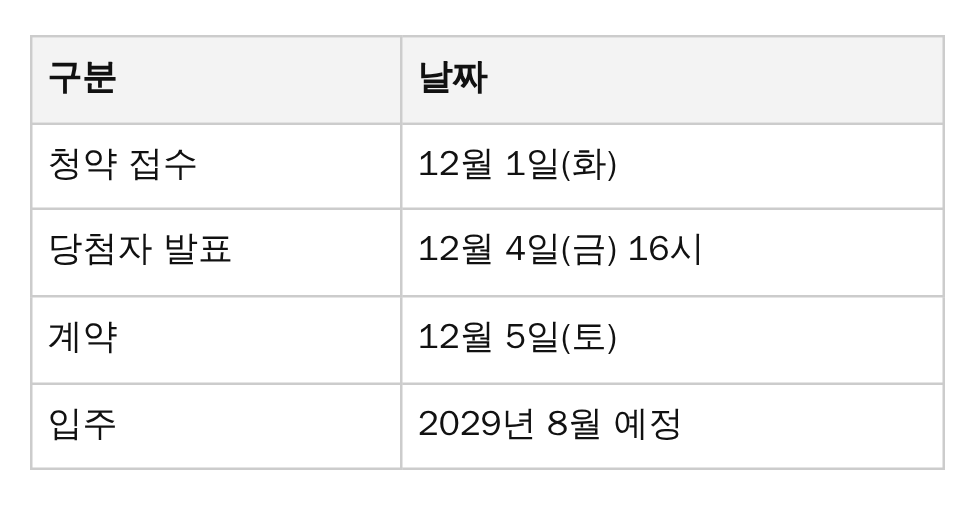 구분 날짜
청약 접수 12월 1일(화)
당첨자 발표 12월 4일(금) 16시
계약 12월 5일(토)
입주 2029년 8월 예정